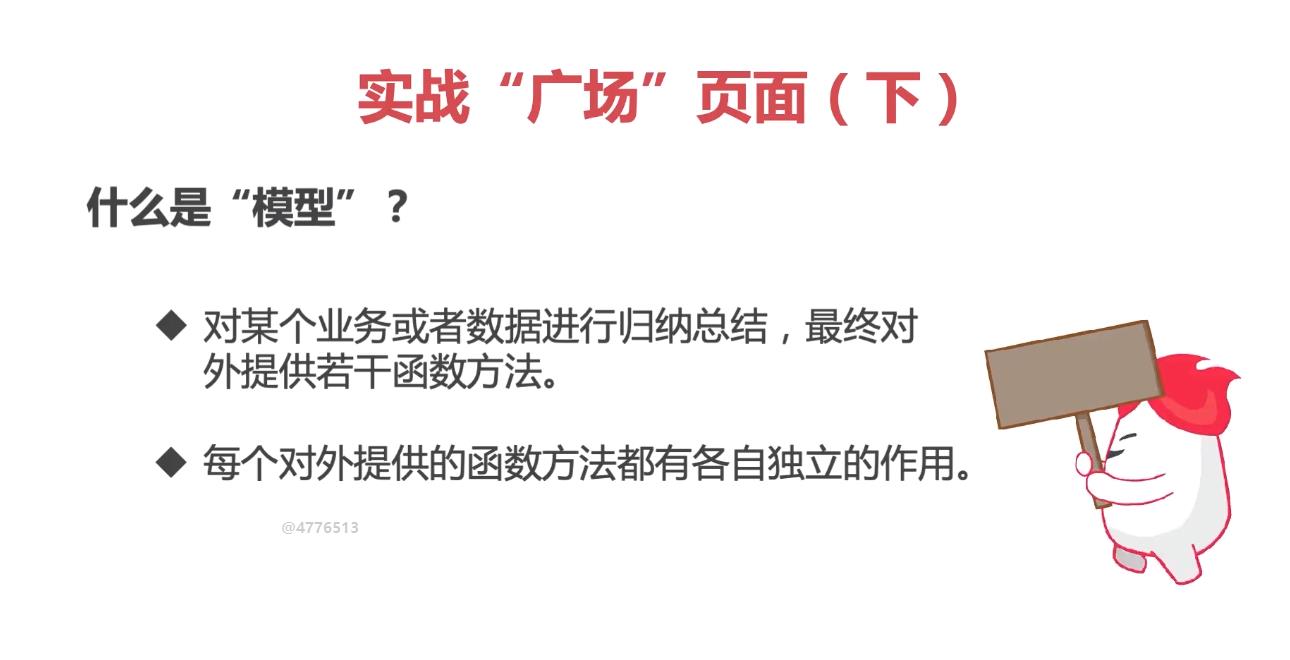 实战“广场”页面（下）
什么是“模型”？
◆ 对某个业务或者数据进行归纳总结，最终对
外提供若干函数方法。
◆ 每个对外提供的函数方法都有各自独立的作用。
@4776513